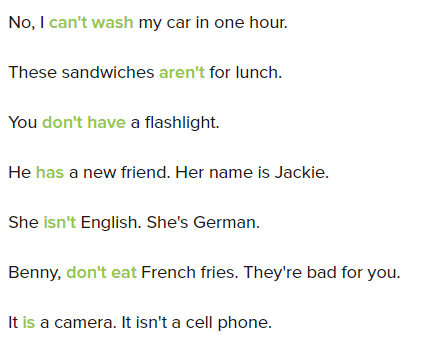 No, I can't wash my car in one hour.
These sandwiches aren't for lunch.
You don't have a flashlight.
He has a new friend. Her name is Jackie.
She isn't English. She's German.
Benny, don't eat French fries. They're bad for you.
It is a camera. It isn't a cell phone.